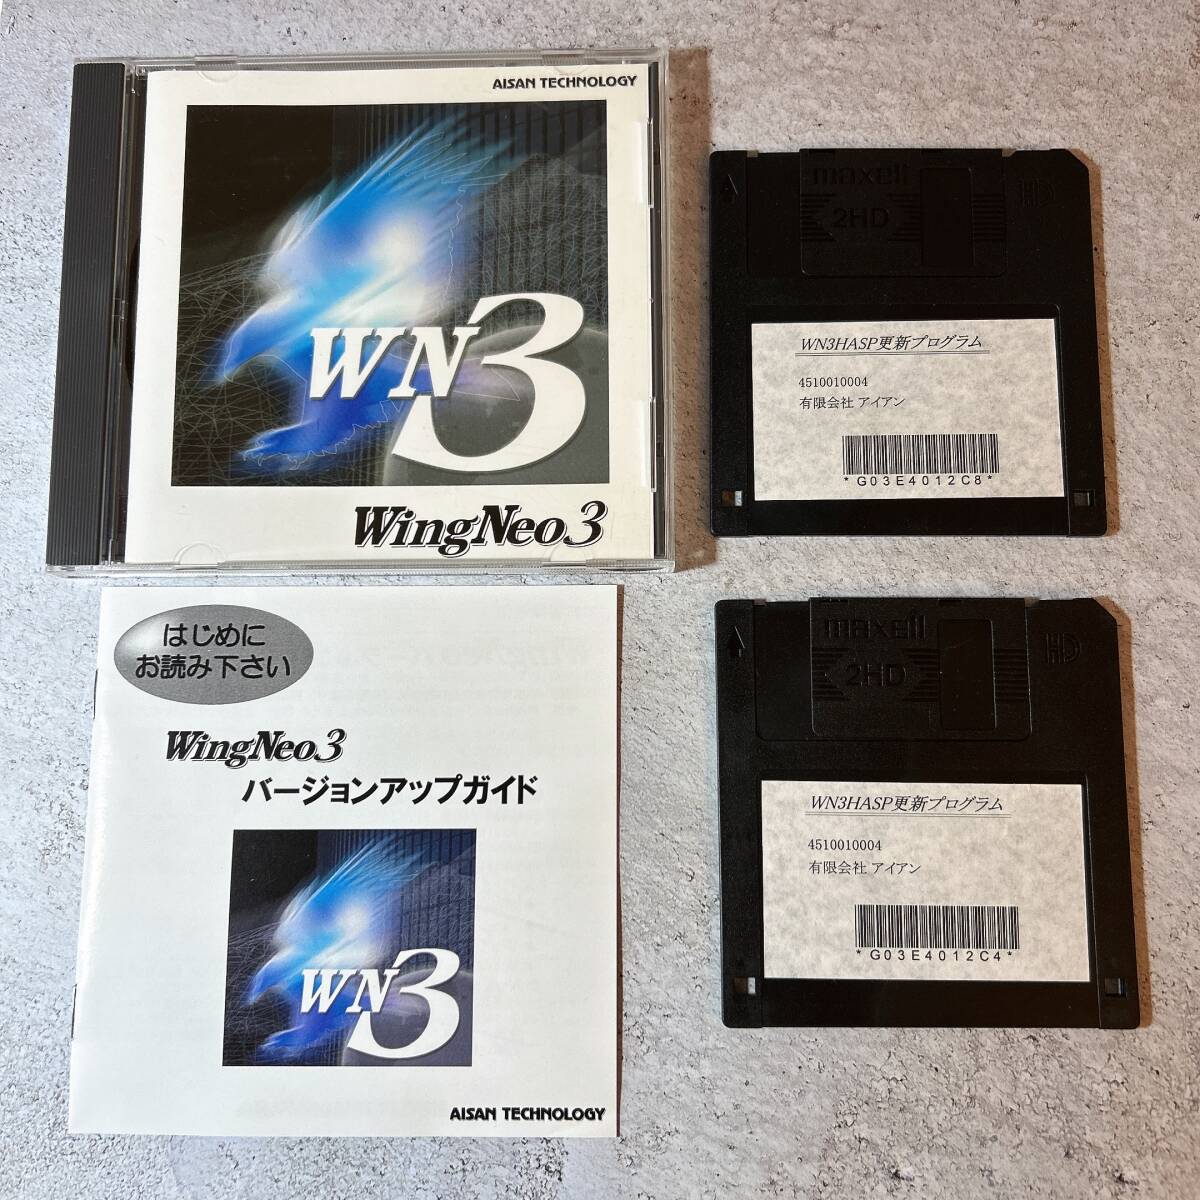 AISAN TECHNOLOGY
WN3
WingNeo3
はじめに
お読み下さい
WingNeo3
バージョンアップガイド
WN3
AISAN TECHNOLOGY
maxell
2HD
HD
WN3HASP更新プログラム
4510010004
有限会社 アイアン
*G03E4012C8*
maxell
2HD
HD
WN3HASP更新プログラム
4510010004
有限会社 アイアン
*G03E4012C4*